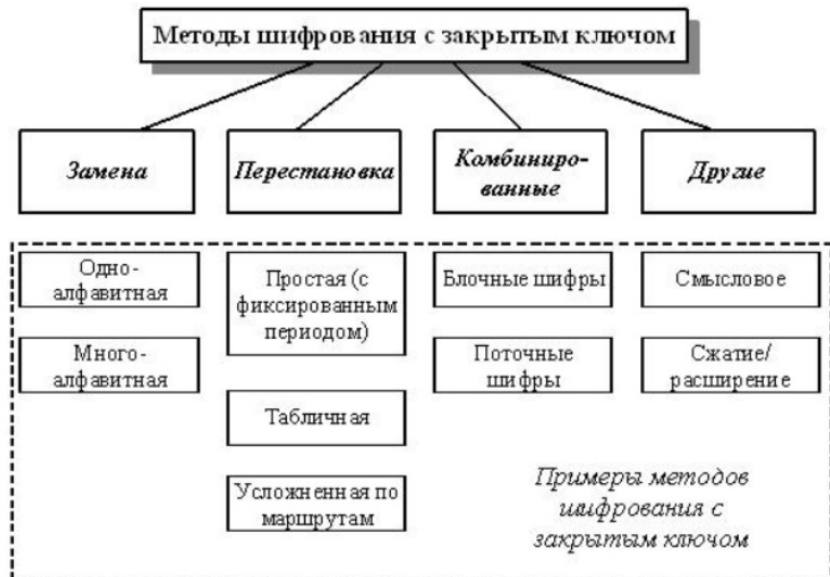 Методы шифрования с закрытым ключом
Замена
Перестановка
Комбиниро-
ванные
Другие
Одно-
алфавитная
Много-
алфавитная
Простая (с
фиксированным
периодом)
Табличная
Усложненная по
маршрутам
Блочные шифры
Поточные
шифры
Смысловое
Сжатие/
расширение
Примеры методов
шифрования с
закрытым ключом